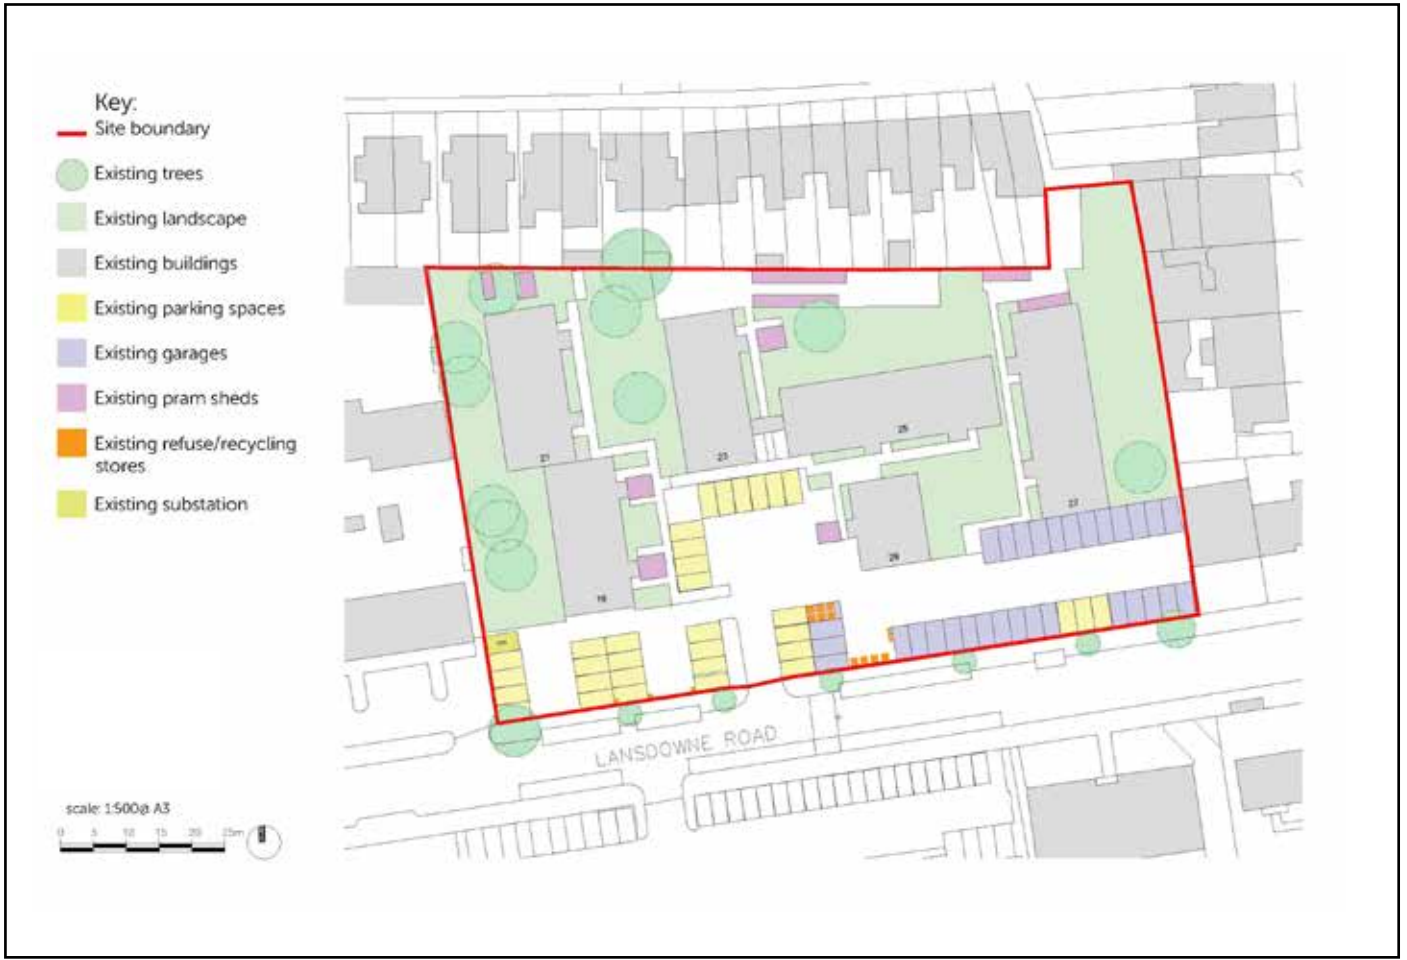 Key:
Site boundary
Existing trees
Existing landscape
Existing buildings
Existing parking spaces
Existing garages
Existing pram sheds
Existing refuse/recycling
stores
Existing substation
scale: 1:500@ A3
0 5 10 15 20 25m
21
23
25
27
19
29
LANSDOWNE ROAD